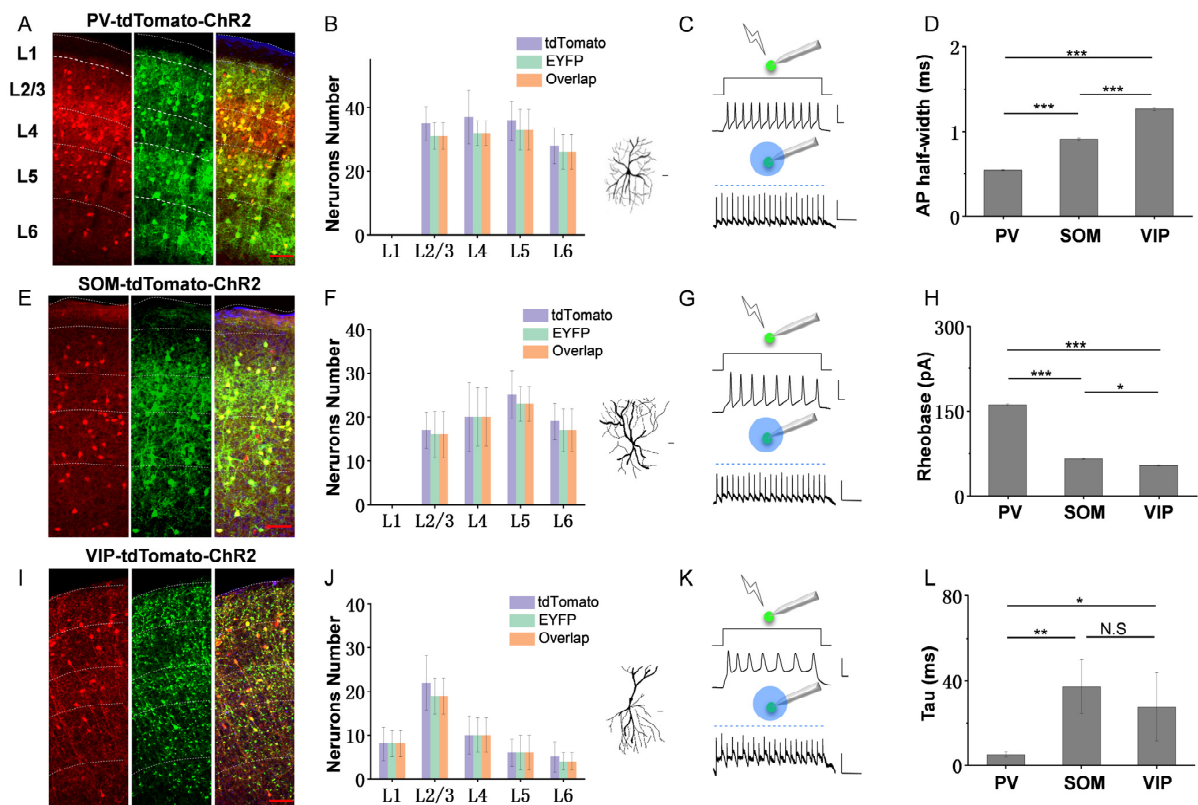 A
PV-tdTomato-ChR2
L1
L2/3
L4
L5
L6
B
Nerurons Number
40
20
0
tdTomato
EYFP
Overlap
L1 L2/3 L4 L5 L6
C
D
AP half-width (ms)
2
1
0
***
***
***
PV SOM VIP
E
SOM-tdTomato-ChR2
F
Nerurons Number
40
30
20
10
0
tdTomato
EYFP
Overlap
L1 L2/3 L4 L5 L6
G
H
Rheobase (pA)
300
150
0
***
***
*
PV SOM VIP
I
VIP-tdTomato-ChR2
J
Nerurons Number
40
30
20
10
0
tdTomato
EYFP
Overlap
L1 L2/3 L4 L5 L6
K
L
Tau (ms)
80
40
0
*
**
N.S
PV SOM VIP